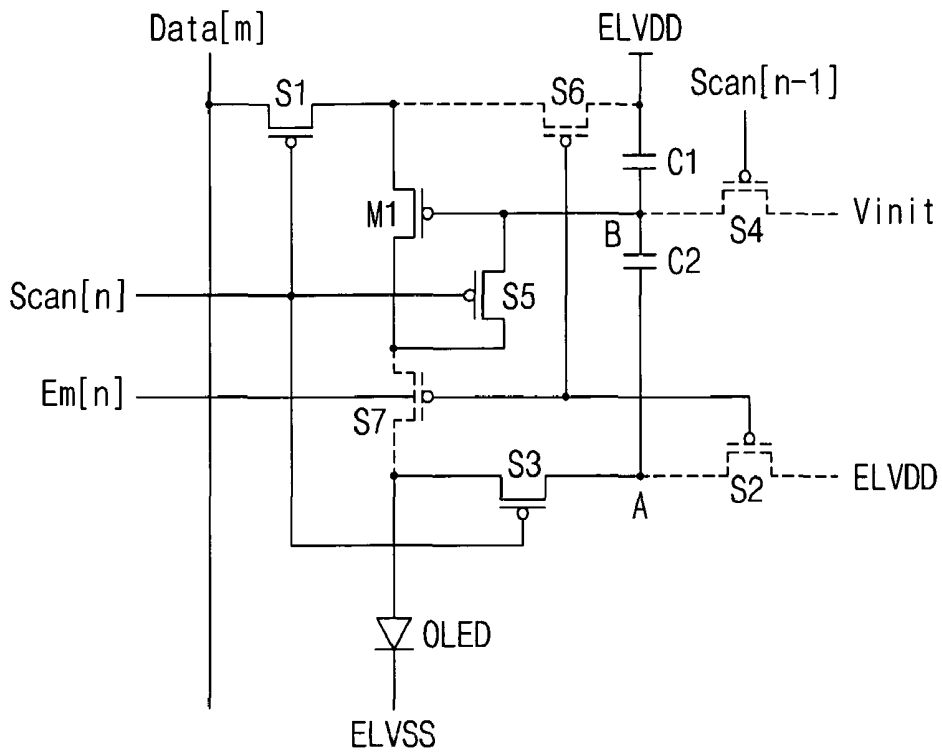 Data[m]
ELVDD
S1
S6
Scan[n-1]
C1
M1
B
S4
Vinit
C2
Scan[n]
S5
Em[n]
S7
S3
S2
ELVDD
A
OLED
ELVSS